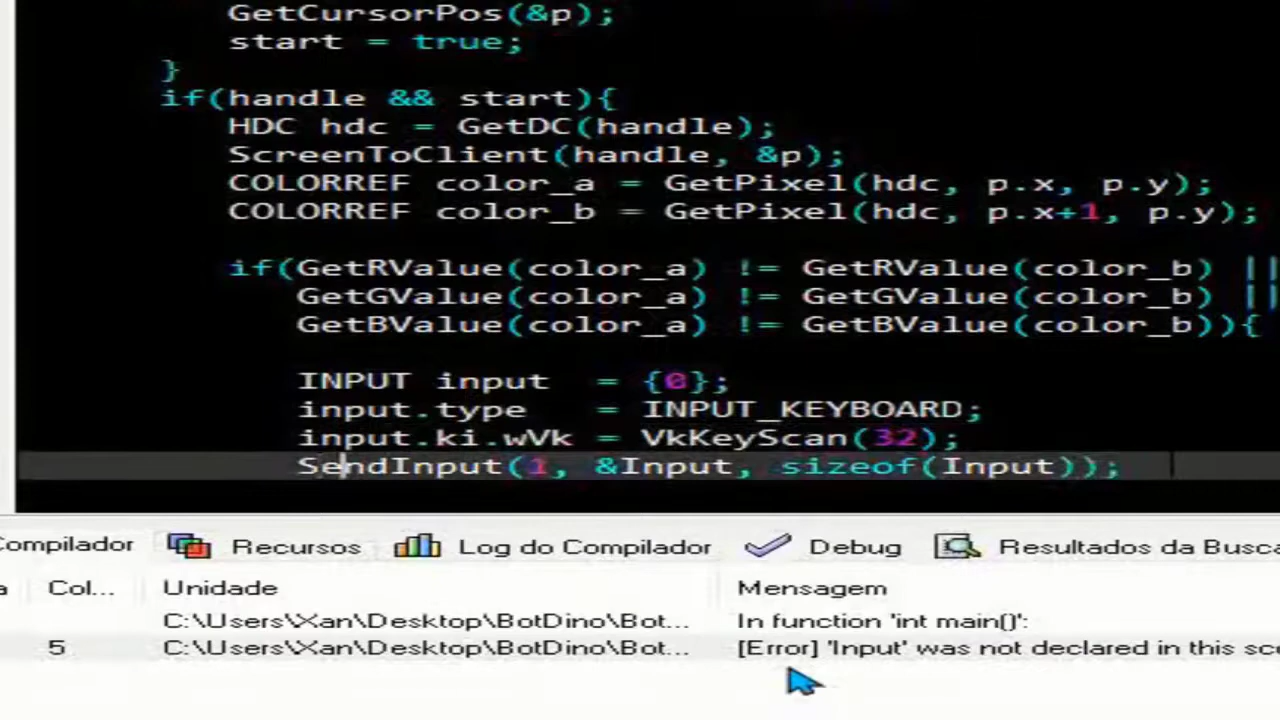 GetCursorPos(&p);
start = true;
}
if(handle && start){
HDC hdc = GetDC(handle);
ScreenToClient(handle, &p);
COLORREF color_a = GetPixel(hdc, p.x, p.y);
COLORREF color_b = GetPixel(hdc, p.x+1, p.y);
if(GetRValue(color_a) != GetRValue(color_b) ||
GetGValue(color_a) != GetGValue(color_b) ||
GetBValue(color_a) != GetBValue(color_b)){
INPUT input = {0};
input.type = INPUT_KEYBOARD;
input.ki.wVk = VkKeyScan(32);
SendInput(1, &Input, sizeof(Input));
Compilador Recursos Log do Compilador Debug Resultados da Busca
Col... Unidade Mensagem
C:\Users\Xan\Desktop\BotDino\Bot... In function 'int main()':
5 C:\Users\Xan\Desktop\BotDino\Bot... [Error] 'Input' was not declared in this sc